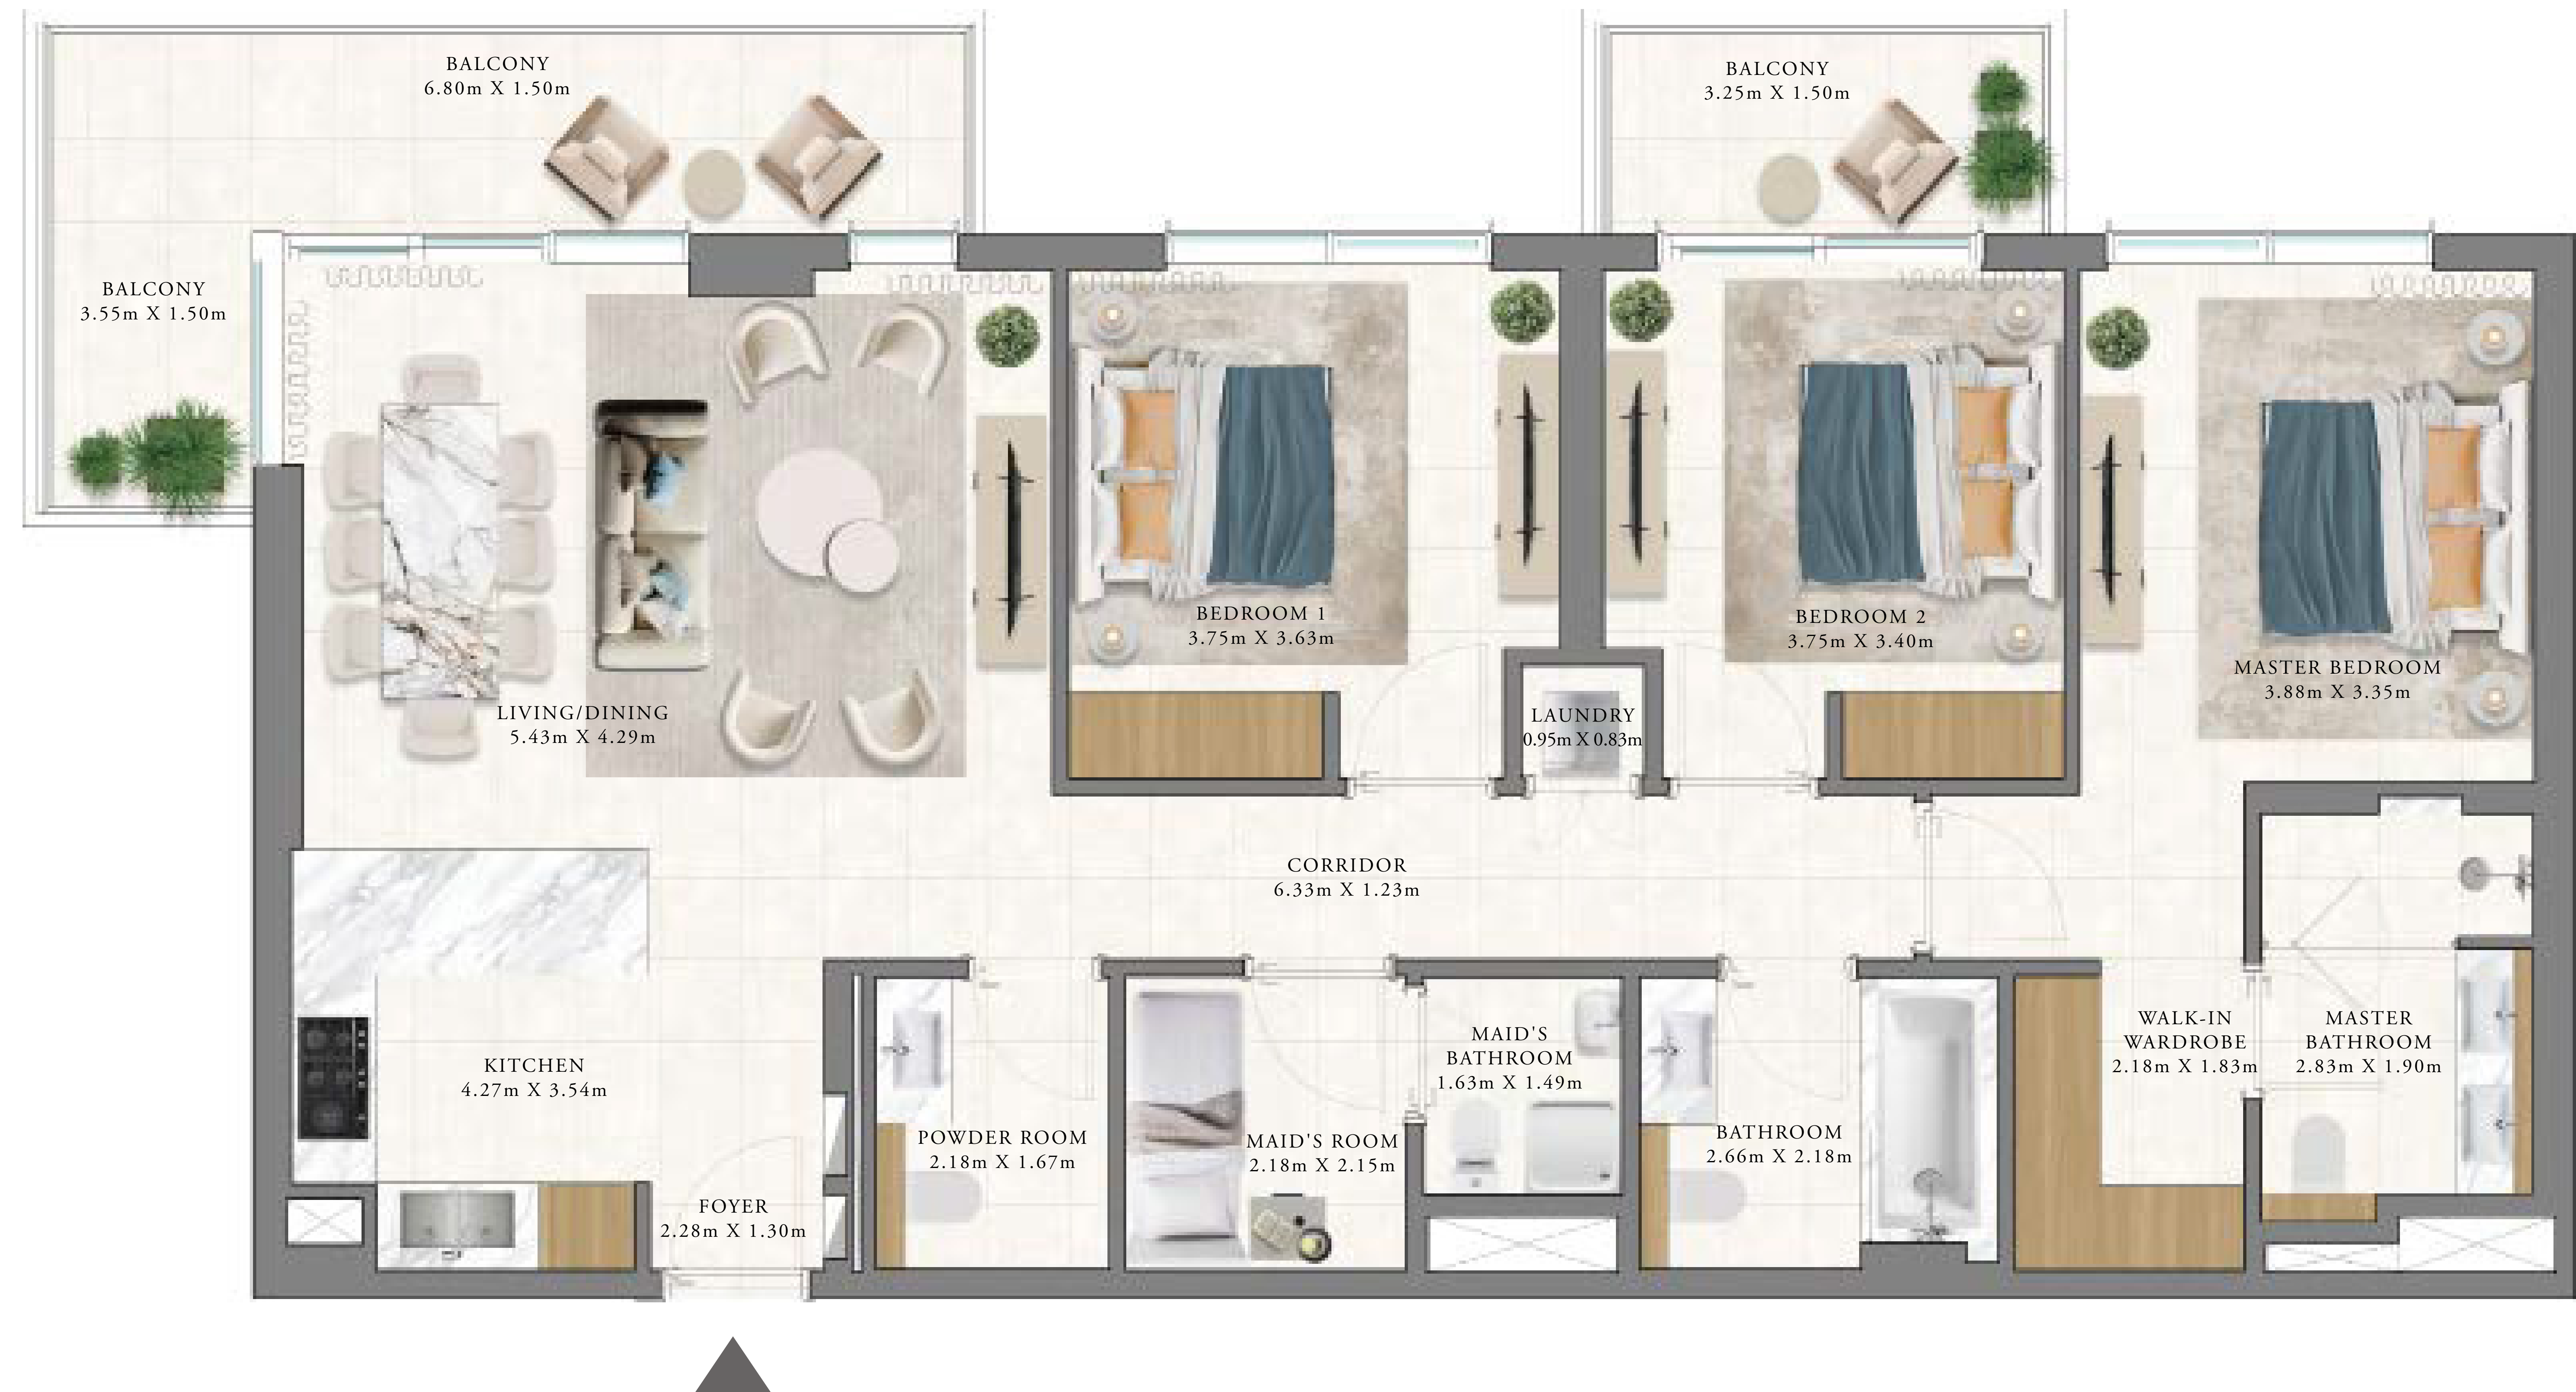 BALCONY
6.80m X 1.50m
BALCONY
3.25m X 1.50m
BALCONY
3.55m X 1.50m
BEDROOM 1
3.75m X 3.63m
BEDROOM 2
3.75m X 3.40m
MASTER BEDROOM
3.88m X 3.35m
LIVING/DINING
5.43m X 4.29m
LAUNDRY
0.95m X 0.83m
CORRIDOR
6.33m X 1.23m
KITCHEN
4.27m X 3.54m
FOYER
2.28m X 1.30m
POWDER ROOM
2.18m X 1.67m
MAID'S ROOM
2.18m X 2.15m
MAID'S
BATHROOM
1.63m X 1.49m
BATHROOM
2.66m X 2.18m
WALK-IN
WARDROBE
2.18m X 1.83m
MASTER
BATHROOM
2.83m X 1.90m